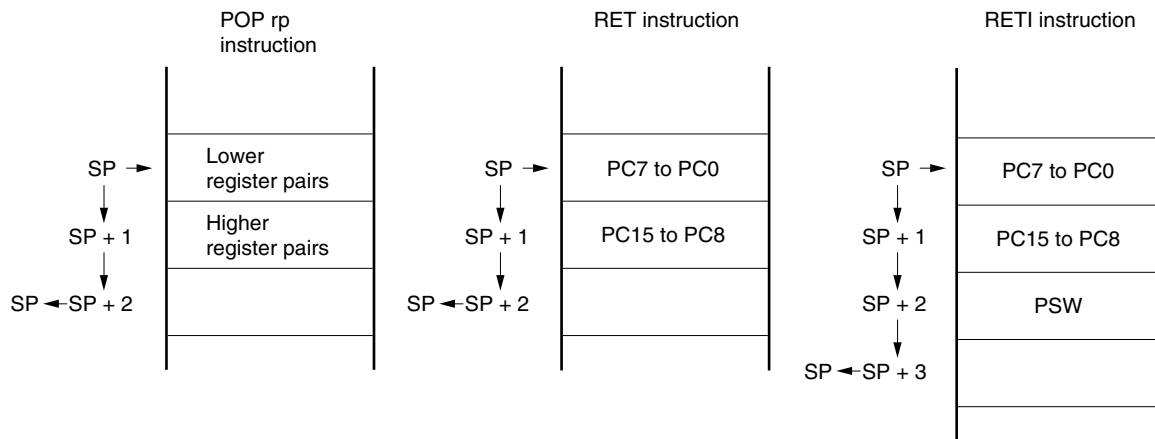 POP rp
instruction
RET instruction
RETI instruction
SP
Lower
register pairs
SP + 1
Higher
register pairs
SP
SP + 2
SP
PC7 to PC0
SP + 1
PC15 to PC8
SP
SP + 2
SP
PC7 to PC0
SP + 1
PC15 to PC8
SP + 2
PSW
SP
SP + 3